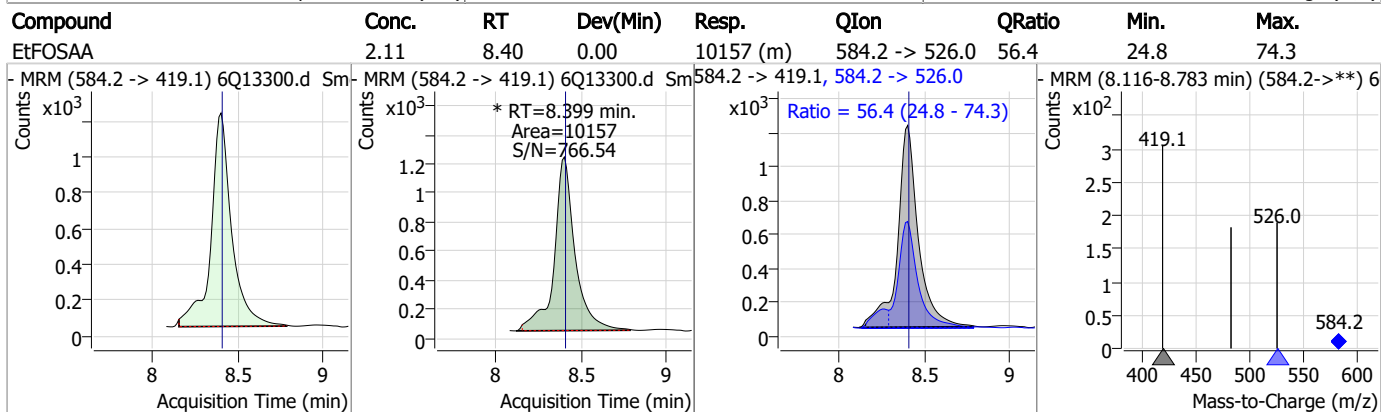 Compound Conc. RT Dev(Min) Resp. QIon QRatio Min. Max.
EtFOSAA 2.11 8.40 0.00 10157 (m) 584.2 -> 526.0 56.4 24.8 74.3
- MRM (584.2 -> 419.1) 6Q13300.d Sm
Counts
x10³
1
0.8
0.6
0.4
0.2
0
8 8.5 9
Acquisition Time (min)
- MRM (584.2 -> 419.1) 6Q13300.d Sm
Counts
x10³
* RT=8.399 min.
Area=10157
S/N=766.54
1.2
1
0.8
0.6
0.4
0.2
0
8 8.5 9
Acquisition Time (min)
584.2 -> 419.1, 584.2 -> 526.0
Counts
x10³
Ratio = 56.4 (24.8 - 74.3)
1
0.8
0.6
0.4
0.2
0
8 8.5 9
Acquisition Time (min)
- MRM (8.116-8.783 min) (584.2->**) 6
Counts
x10²
419.1
3
2.5
2
526.0
1.5
1
0.5
584.2
0
400 450 500 550 600
Mass-to-Charge (m/z)